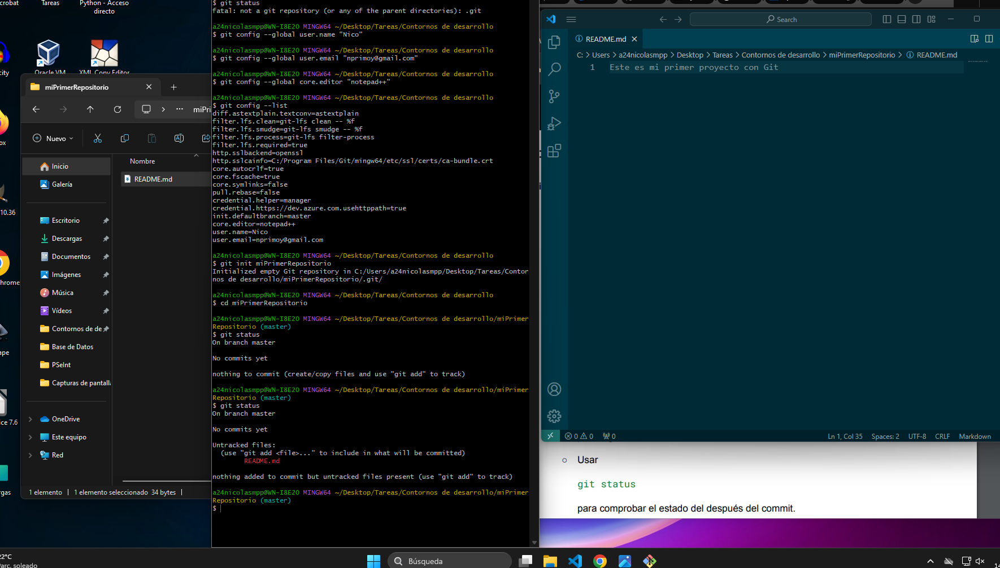 crobat
Tareas
Python - Acceso
directo
city
Oracle VM
XML Copy Editor
ox
10.36
hrome
ape
ice 7.6
rgas
miPrimerRepositorio
miPri
Nuevo
Nombre
Inicio
README.md
Galería
Escritorio
Descargas
Documentos
Imágenes
Música
Vídeos
Contornos de de
Base de Datos
PSeInt
Capturas de pantalla
OneDrive
Este equipo
Red
1 elemento
1 elemento seleccionado 34 bytes
$ git status
fatal: not a git repository (or any of the parent directories): .git
a24nicolasmpp@WN-I8E20 MINGW64 ~/Desktop/Tareas/Contornos de desarrollo
$ git config --global user.name "Nico"
a24nicolasmpp@WN-I8E20 MINGW64 ~/Desktop/Tareas/Contornos de desarrollo
$ git config --global user.email "nprimoy@gmail.com"
a24nicolasmpp@WN-I8E20 MINGW64 ~/Desktop/Tareas/Contornos de desarrollo
$ git config --global core.editor "notepad++"
a24nicolasmpp@WN-I8E20 MINGW64 ~/Desktop/Tareas/Contornos de desarrollo
$ git config --list
diff.astextplain.textconv=astextplain
filter.lfs.clean=git-lfs clean -- %f
filter.lfs.smudge=git-lfs smudge -- %f
filter.lfs.process=git-lfs filter-process
filter.lfs.required=true
http.sslbackend=openssl
http.sslcainfo=C:/Program Files/Git/mingw64/etc/ssl/certs/ca-bundle.crt
core.autocrlf=true
core.fscache=true
core.symlinks=false
pull.rebase=false
credential.helper=manager
credential.https://dev.azure.com.usehttppath=true
init.defaultbranch=master
core.editor=notepad++
user.name=Nico
user.email=nprimoy@gmail.com
a24nicolasmpp@WN-I8E20 MINGW64 ~/Desktop/Tareas/Contornos de desarrollo
$ git init miPrimerRepositorio
Initialized empty Git repository in C:/Users/a24nicolasmpp/Desktop/Tareas/Contor
nos de desarrollo/miPrimerRepositorio/.git/
a24nicolasmpp@WN-I8E20 MINGW64 ~/Desktop/Tareas/Contornos de desarrollo
$ cd miPrimerRepositorio
a24nicolasmpp@WN-I8E20 MINGW64 ~/Desktop/Tareas/Contornos de desarrollo/miPrimer
Repositorio (master)
$ git status
On branch master
No commits yet
nothing to commit (create/copy files and use "git add" to track)
a24nicolasmpp@WN-I8E20 MINGW64 ~/Desktop/Tareas/Contornos de desarrollo/miPrimer
Repositorio (master)
$ git status
On branch master
No commits yet
Untracked files:
(use "git add <file>..." to include in what will be committed)
README.md
nothing added to commit but untracked files present (use "git add" to track)
a24nicolasmpp@WN-I8E20 MINGW64 ~/Desktop/Tareas/Contornos de desarrollo/miPrimer
Repositorio (master)
$
Search
README.md
C: > Users > a24nicolasmpp > Desktop > Tareas > Contornos de desarrollo > miPrimerRepositorio > README.md
1 Este es mi primer proyecto con Git
0 0 0
Ln 1, Col 35 Spaces: 2 UTF-8 CRLF Markdown
Usar
git status
para comprobar el estado del después del commit.
22°C
Parc. soleado
Búsqueda